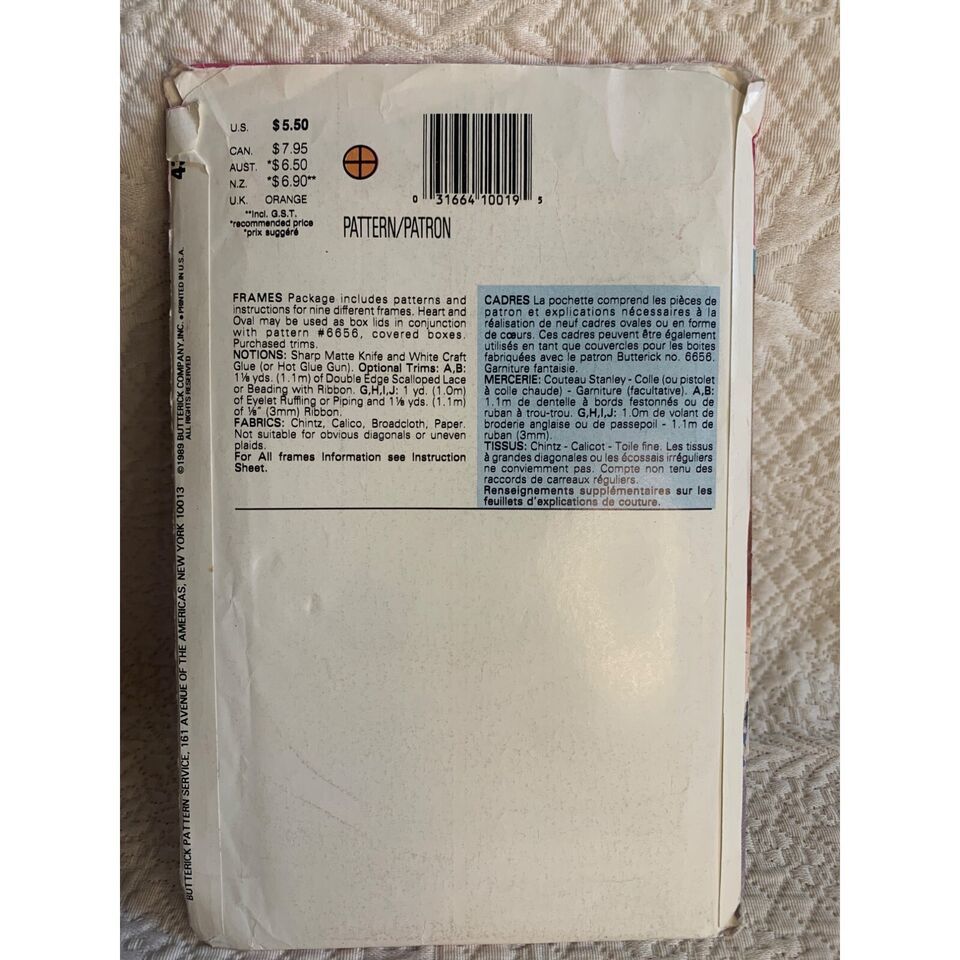 U.S. $5.50
CAN. $7.95
AUST. *$6.50
N.Z. *$6.90**
U.K. ORANGE
**Incl. G.S.T.
*recommended price
*prix suggéré
0 31664 10019 5
PATTERN/PATRON
FRAMES Package includes patterns and
instructions for nine different frames. Heart and
Oval may be used as box lids in conjunction
with pattern #6656, covered boxes.
Purchased trims.
NOTIONS: Sharp Matte Knife and White Craft
Glue (or Hot Glue Gun). Optional Trims: A,B:
1⅛ yds. (1.1m) of Double Edge Scalloped Lace
or Beading with Ribbon. G,H,I,J: 1 yd. (1.0m)
of Eyelet Ruffling or Piping and 1⅛ yds. (1.1m)
of ⅛" (3mm) Ribbon.
FABRICS: Chintz, Calico, Broadcloth, Paper.
Not suitable for obvious diagonals or uneven
plaids.
For All frames Information see Instruction
Sheet.
CADRES La pochette comprend les pièces de
patron et explications nécessaires à la
réalisation de neuf cadres ovales ou en forme
de cœurs. Ces cadres peuvent être également
utilisés en tant que couvercles pour les boites
fabriquées avec le patron Butterick no. 6656.
Garniture fantaisie.
MERCERIE: Couteau Stanley - Colle (ou pistolet
à colle chaude) - Garniture (facultative). A,B:
1.1m de dentelle à bords festonnés ou de
ruban à trou-trou. G,H,I,J: 1.0m de volant de
broderie anglaise ou de passepoil - 1.1m de
ruban (3mm).
TISSUS: Chintz - Calicot - Toile fine. Les tissus
à grandes diagonales ou les écossais irréguliers
ne conviemment pas. Compte non tenu des
raccords de carreaux réguliers.
Renseignements supplémentaires sur les
feuillets d'explications de couture.
BUTTERICK PATTERN SERVICE, 161 AVENUE OF THE AMERICAS, NEW YORK 10013 ©1989 BUTTERICK COMPANY, INC. • PRINTED IN U.S.A.
ALL RIGHTS RESERVED